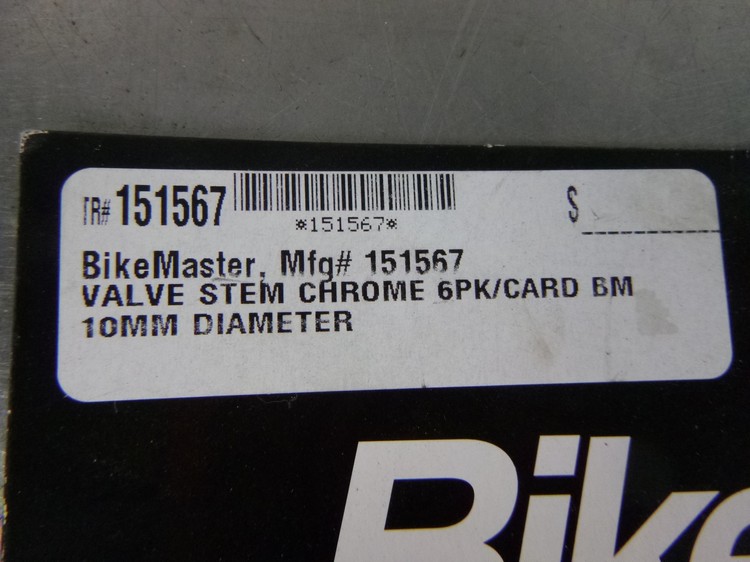 TR# 151567 $
*151567*
BikeMaster, Mfg# 151567
VALVE STEM CHROME 6PK/CARD BM
10MM DIAMETER
Bike